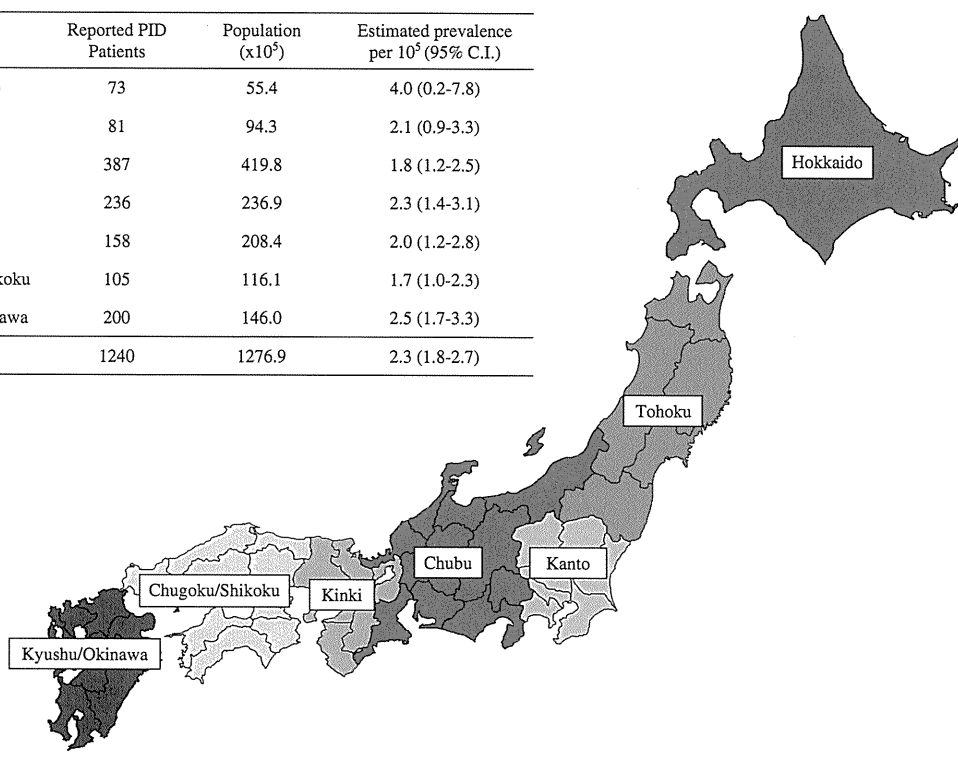 Reported PID Population Estimated prevalence
Patients (x10⁵) per 10⁵ (95% C.I.)
73 55.4 4.0 (0.2-7.8)
81 94.3 2.1 (0.9-3.3)
387 419.8 1.8 (1.2-2.5)
236 236.9 2.3 (1.4-3.1)
158 208.4 2.0 (1.2-2.8)
koku 105 116.1 1.7 (1.0-2.3)
awa 200 146.0 2.5 (1.7-3.3)
1240 1276.9 2.3 (1.8-2.7)
Hokkaido
Tohoku
Chubu
Kanto
Chugoku/Shikoku
Kinki
Kyushu/Okinawa